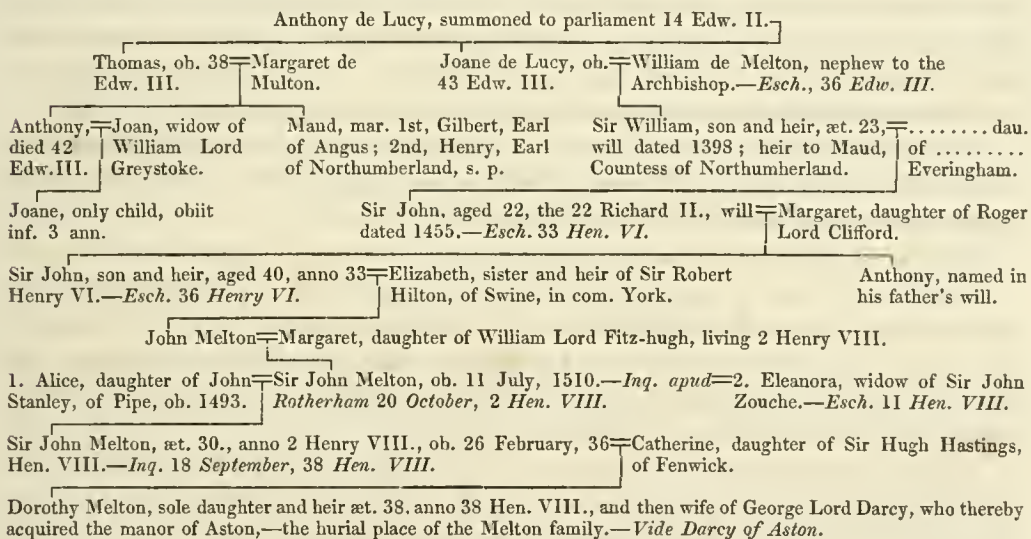 Anthony de Lucy, summoned to parliament 14 Edw. II.
Thomas, ob. 38 Edw. III.
Margaret de Multon.
Joane de Lucy, ob. 43 Edw. III.
William de Melton, nephew to the Archbishop.—Esch., 36 Edw. III.
Anthony, died 42 Edw. III.
Joan, widow of William Lord Greystoke.
Maud, mar. 1st, Gilbert, Earl of Angus; 2nd, Henry, Earl of Northumberland, s. p.
Sir William, son and heir, æt. 23, will dated 1398; heir to Maud, Countess of Northumherland.
........ dau. of ......... Everingham.
Joane, only child, obiit inf. 3 ann.
Sir John, aged 22, the 22 Richard II., will dated 1455.—Esch. 33 Hen. VI.
Margaret, daughter of Roger Lord Clifford.
Sir John, son and heir, aged 40, anno 33 Henry VI.—Esch. 36 Henry VI.
Elizabeth, sister and heir of Sir Robert Hilton, of Swine, in com. York.
Anthony, named in his father's will.
John Melton
Margaret, daughter of William Lord Fitz-hugh, living 2 Henry VIII.
1. Alice, daughter of John Stanley, of Pipe, ob. 1493.
Sir John Melton, ob. 11 July, 1510.—Inq. apud Rotherham 20 October, 2 Hen. VIII.
2. Eleanora, widow of Sir John Zouche.—Esch. 11 Hen. VIII.
Sir John Melton, æt. 30., anno 2 Henry VIII., ob. 26 February, 36 Hen. VIII.—Inq. 18 September, 38 Hen. VIII.
Catherine, daughter of Sir Hugh Hastings, of Fenwick.
Dorothy Melton, sole daughter and heir æt. 38, anno 38 Hen. VIII., and then wife of George Lord Darcy, who thereby
acquired the manor of Aston,—the hurial place of the Melton family.—Vide Darcy of Aston.